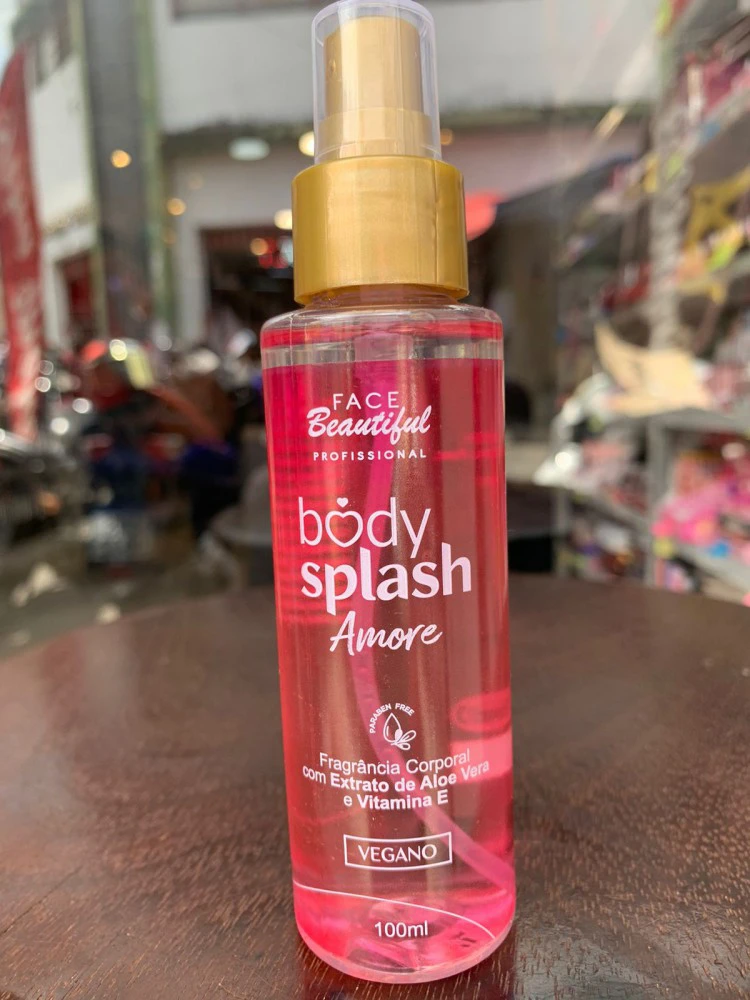 FACE
Beautiful
PROFISSIONAL
body
splash
Amore
PARABEN FREE
Fragrância Corporal
com Extrato de Aloe Vera
e Vitamina E
VEGANO
100ml